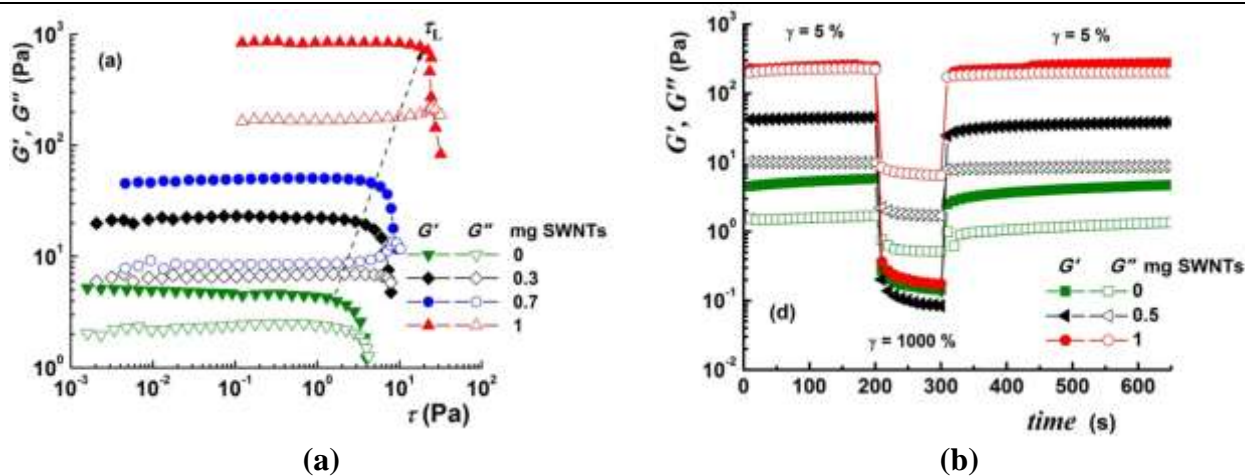 (a)
τL
G', G" (Pa)
10³
10²
10¹
10⁰
10⁻³ 10⁻² 10⁻¹ 10⁰ 10¹ 10²
τ (Pa)
G' G" mg SWNTs
0
0.3
0.7
1
(a)
γ = 5 % γ = 5 %
G', G" (Pa)
10³
10²
10¹
10⁰
10⁻¹
10⁻²
(d)
γ = 1000 %
G' G" mg SWNTs
0
0.5
1
0 100 200 300 400 500 600
time (s)
(b)